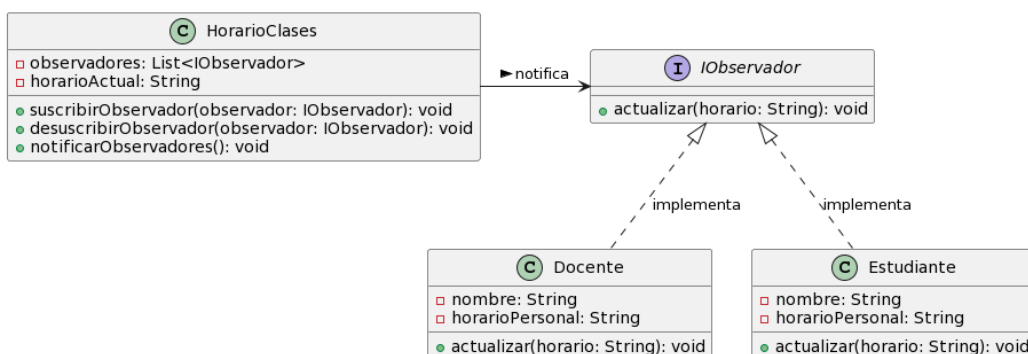 C HorarioClases
observadores: List<IObservador>
horarioActual: String
suscribirObservador(observador: IObservador): void
desuscribirObservador(observador: IObservador): void
notificarObservadores(): void
notifica
I IObservador
actualizar(horario: String): void
implementa
implementa
C Docente
nombre: String
horarioPersonal: String
actualizar(horario: String): void
C Estudiante
nombre: String
horarioPersonal: String
actualizar(horario: String): void